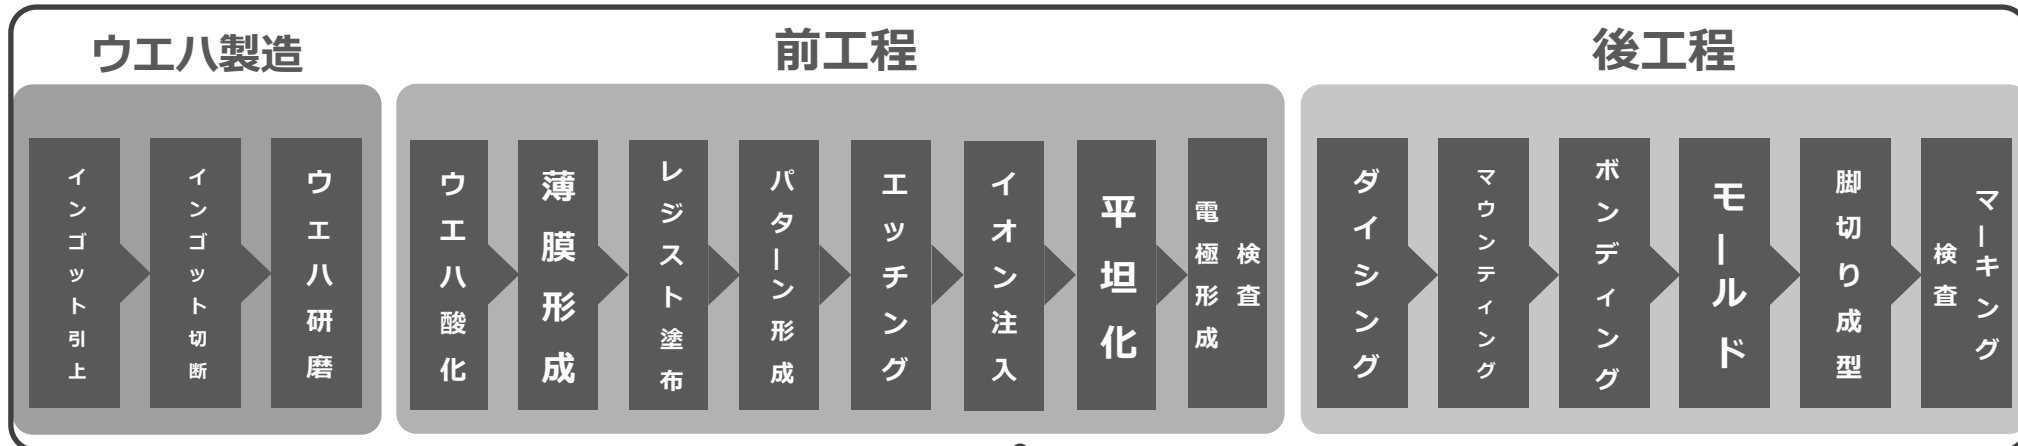 ウエハ製造
インゴット引上
インゴット切断
ウエハ研磨
前工程
ウエハ酸化
薄膜形成
レジスト塗布
パターン形成
エッチング
イオン注入
平坦化
検査
電極形成
後工程
ダイシング
マウンティング
ボンディング
モールド
脚切り成型
マーキング
検査